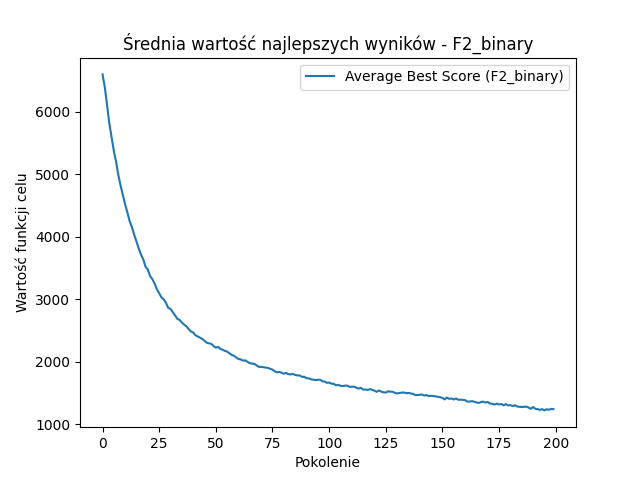 Średnia wartość najlepszych wyników - F2_binary
Average Best Score (F2_binary)
Wartość funkcji celu
6000
5000
4000
3000
2000
1000
0 25 50 75 100 125 150 175 200
Pokolenie